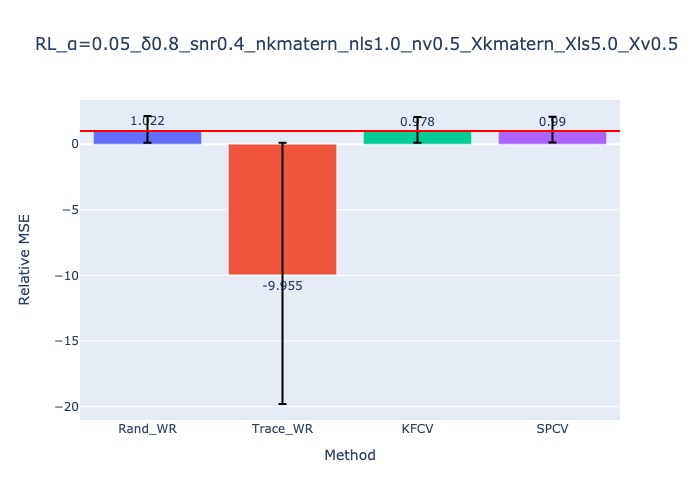 RL_α=0.05_δ0.8_snr0.4_nkmatern_nls1.0_nv0.5_Xkmatern_Xls5.0_Xv0.5
1.022
0.978
0.99
0
−5
−10
-9.955
−15
−20
Relative MSE
Rand_WR
Trace_WR
KFCV
SPCV
Method